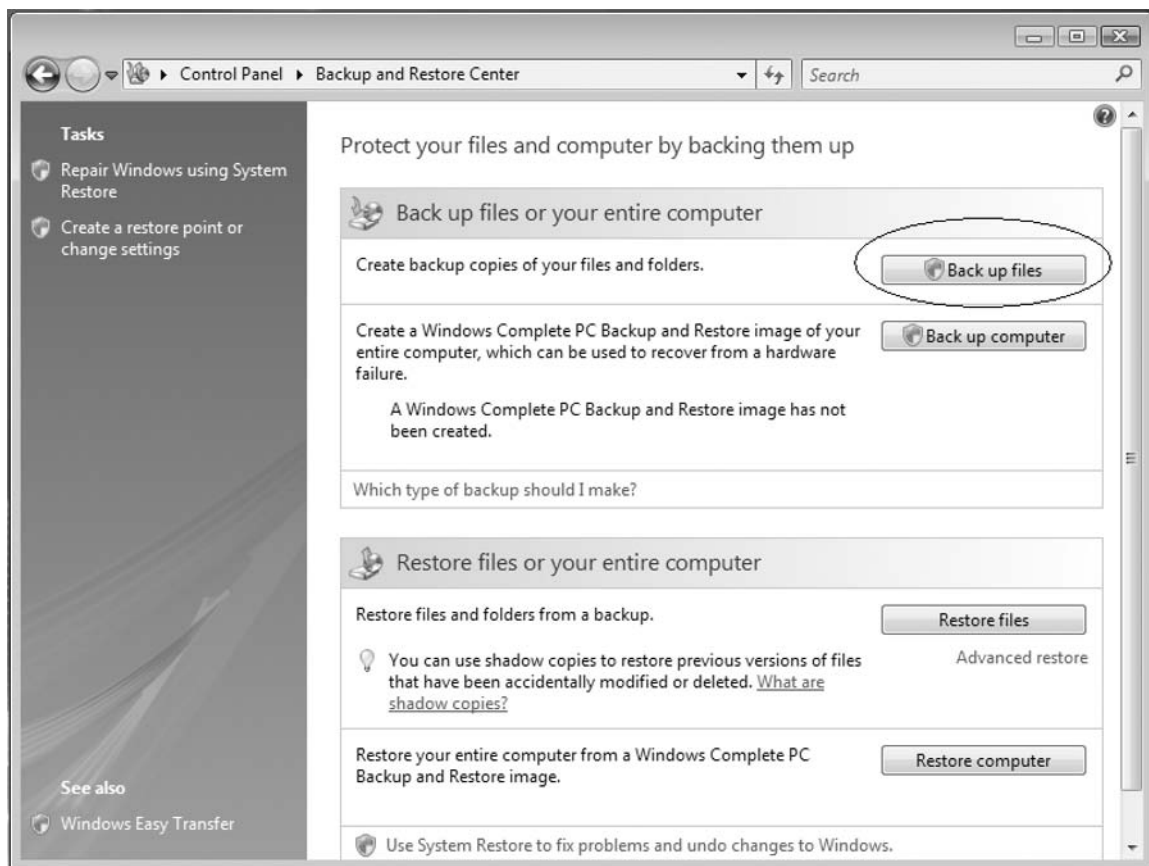 Control Panel Backup and Restore Center
Search
Tasks
Repair Windows using System
Restore
Create a restore point or
change settings
See also
Windows Easy Transfer
Protect your files and computer by backing them up
Back up files or your entire computer
Create backup copies of your files and folders.
Back up files
Create a Windows Complete PC Backup and Restore image of your
entire computer, which can be used to recover from a hardware
failure.
Back up computer
A Windows Complete PC Backup and Restore image has not
been created.
Which type of backup should I make?
Restore files or your entire computer
Restore files and folders from a backup.
Restore files
You can use shadow copies to restore previous versions of files
that have been accidentally modified or deleted. What are
shadow copies?
Advanced restore
Restore your entire computer from a Windows Complete PC
Backup and Restore image.
Restore computer
Use System Restore to fix problems and undo changes to Windows.